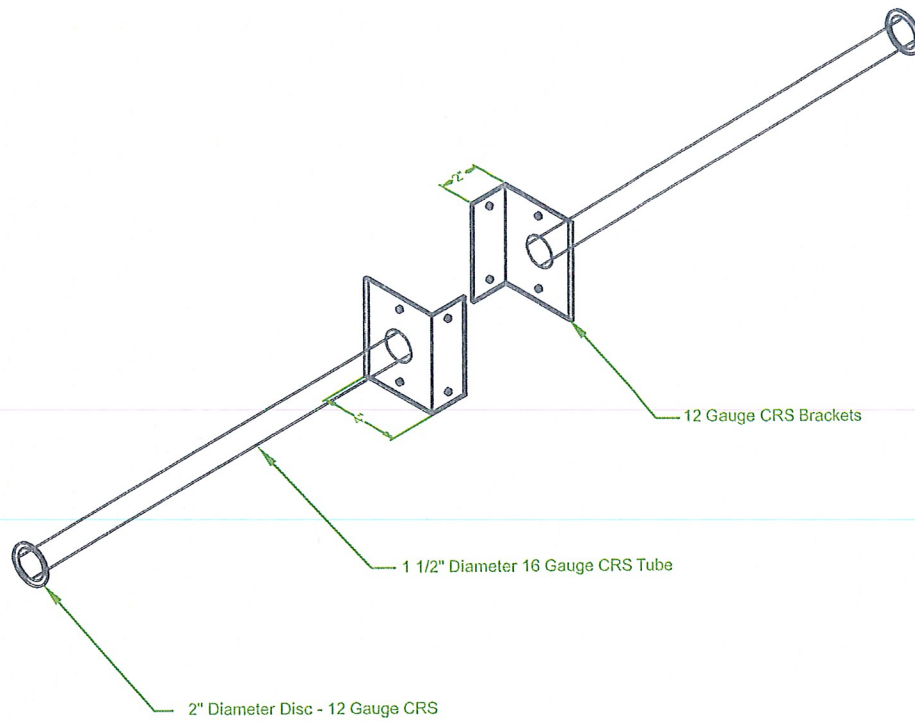 2"
4"
12 Gauge CRS Brackets
1 1/2" Diameter 16 Gauge CRS Tube
2" Diameter Disc - 12 Gauge CRS